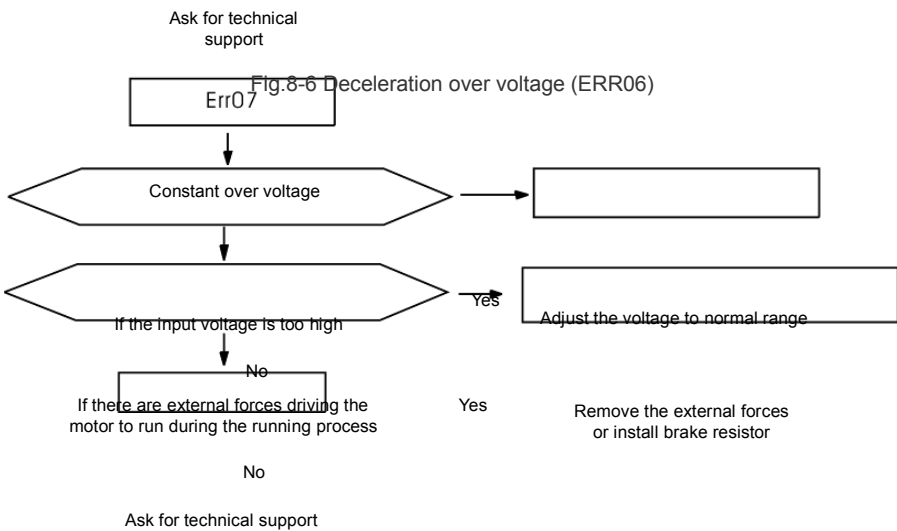 Ask for technical
support
Fig.8-6 Deceleration over voltage (ERR06)
Err07
Constant over voltage
Yes
If the input voltage is too high
Adjust the voltage to normal range
No
If there are external forces driving the
motor to run during the running process
Yes
Remove the external forces
or install brake resistor
No
Ask for technical support